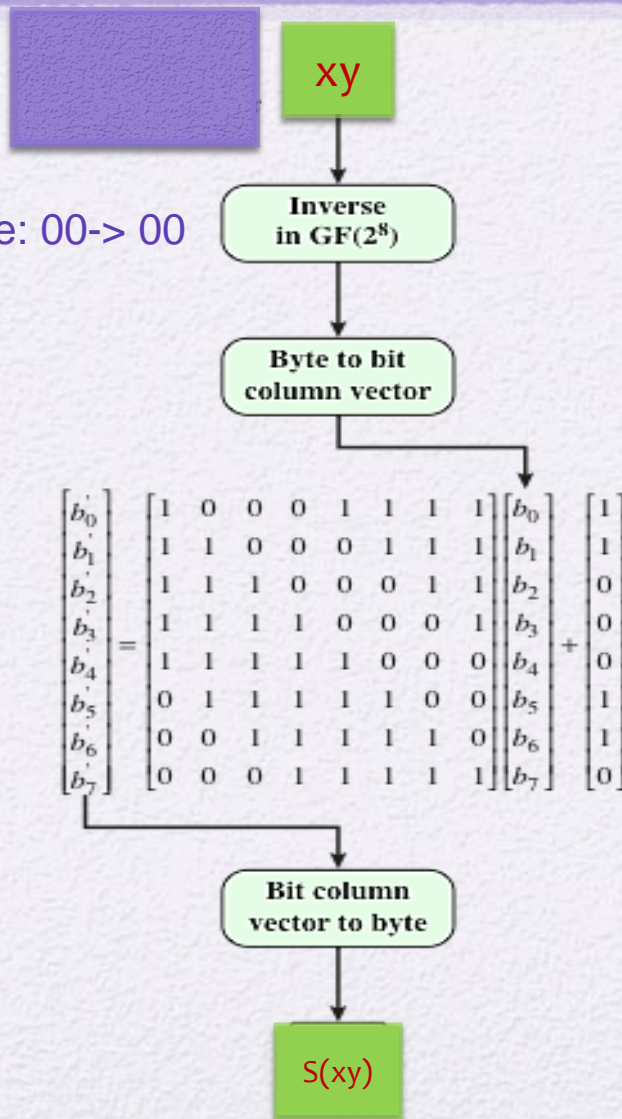 xy
Inverse
in GF(2⁸)
e: 00-> 00
Byte to bit
column vector
b₀' 1 0 0 0 1 1 1 1 b₀ 1
b₁' 1 1 0 0 0 1 1 1 b₁ 1
b₂' 1 1 1 0 0 0 1 1 b₂ 0
b₃' 1 1 1 1 0 0 0 1 b₃ 0
= +
b₄' 1 1 1 1 1 0 0 0 b₄ 0
b₅' 0 1 1 1 1 1 0 0 b₅ 1
b₆' 0 0 1 1 1 1 1 0 b₆ 1
b₇' 0 0 0 1 1 1 1 1 b₇ 0
Bit column
vector to byte
S(xy)